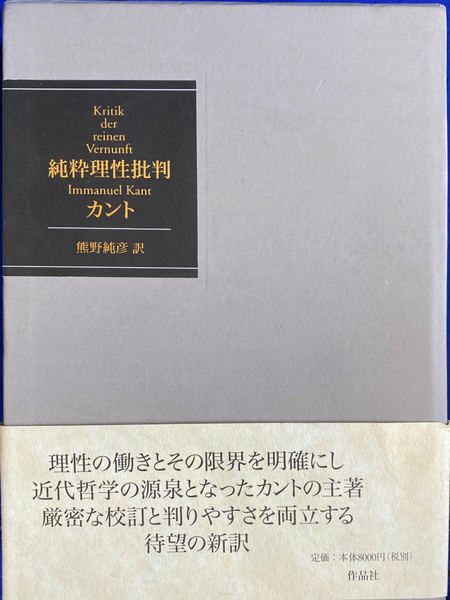 Kritik
der
reinen
Vernunft
純粋理性批判
Immanuel Kant
カント
熊野純彦 訳
理性の働きとその限界を明確にし
近代哲学の源泉となったカントの主著
厳密な校訂と判りやすさを両立する
待望の新訳
定価：本体8000円（税別）
作品社